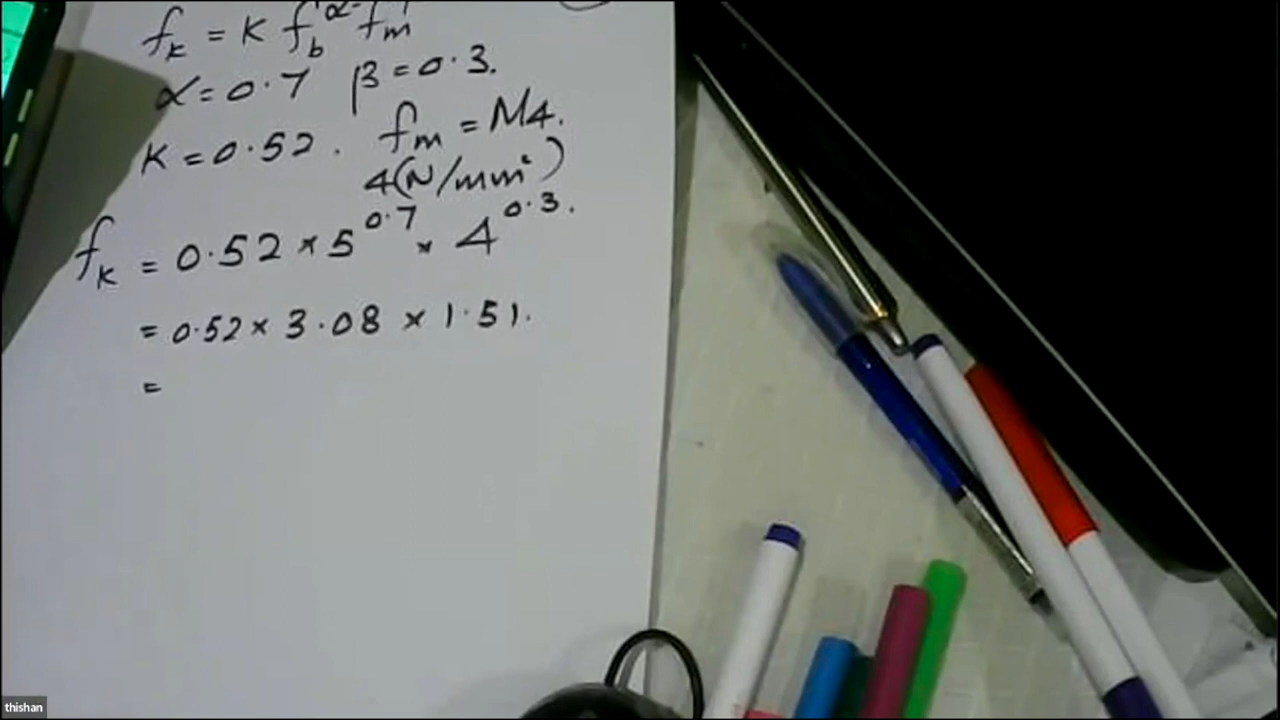 fₖ = K f_b^α fₘ
α = 0.7 β = 0.3.
K = 0.52. fₘ = M4.
4(N/mm²)
fₖ = 0.52 × 5^0.7 × 4^0.3.
= 0.52 × 3.08 × 1.51.
=
thishan